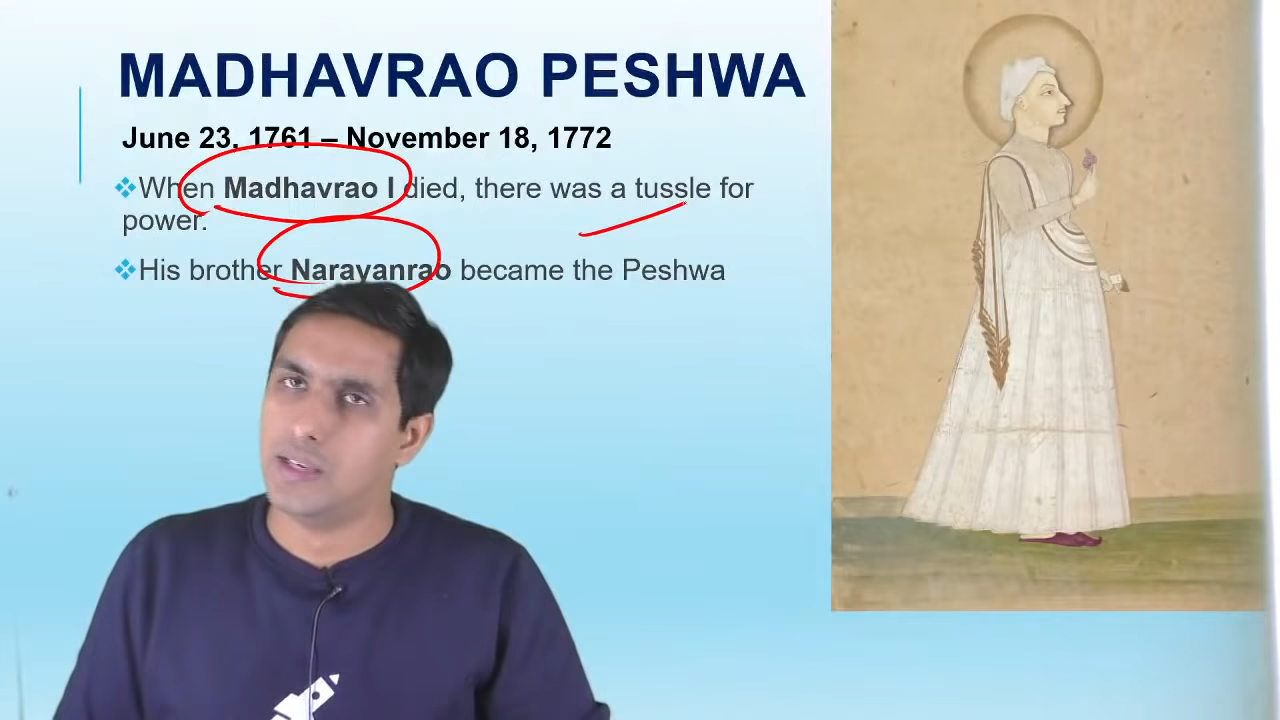 MADHAVRAO PESHWA
June 23, 1761 – November 18, 1772
❖When Madhavrao I died, there was a tussle for
power.
❖His brother Narayanrao became the Peshwa